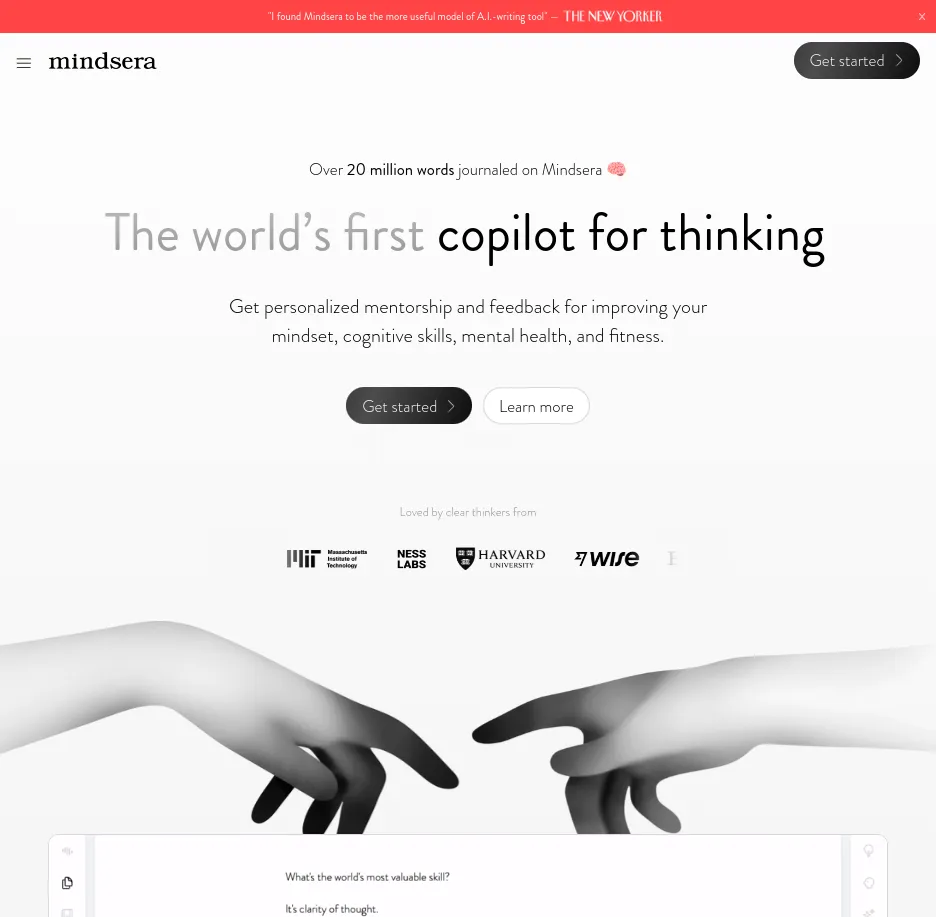 "I found Mindsera to be the more useful model of A.I.-writing tool" — THE NEW YORKER
×
mindsera
Get started
Over 20 million words journaled on Mindsera
The world's first copilot for thinking
Get personalized mentorship and feedback for improving your
mindset, cognitive skills, mental health, and fitness.
Get started
Learn more
Loved by clear thinkers from
MIT Massachusetts Institute of Technology
NESS LABS
HARVARD UNIVERSITY
WISE
What's the world's most valuable skill?
It's clarity of thought.